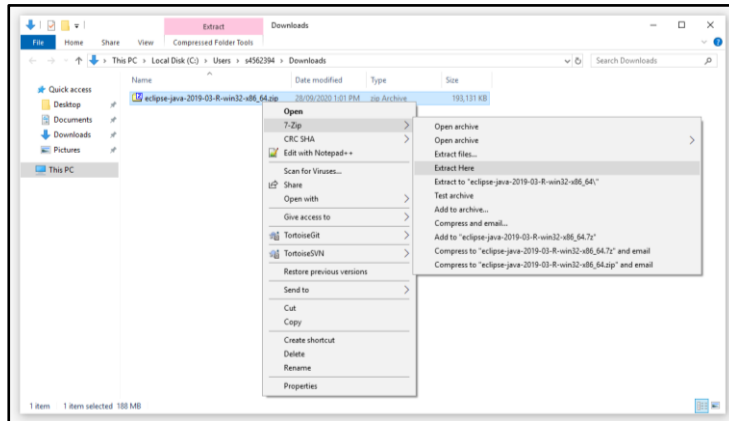 Extract
Downloads
File
Home
Share
View
Compressed Folder Tools
This PC > Local Disk (C:) > Users > s4562394 > Downloads
Search Downloads
Name
Date modified
Type
Size
Quick access
Desktop
Documents
Downloads
Pictures
This PC
eclipse-java-2019-03-R-win32-x86_64.zip
28/09/2020 1:01 PM
zip Archive
193,131 KB
Open
7-Zip
CRC SHA
Edit with Notepad++
Scan for Viruses...
Share
Open with
Give access to
TortoiseGit
TortoiseSVN
Restore previous versions
Send to
Cut
Copy
Create shortcut
Delete
Rename
Properties
Open archive
Open archive
Extract files...
Extract Here
Extract to "eclipse-java-2019-03-R-win32-x86_64\"
Test archive
Add to archive...
Compress and email...
Add to "eclipse-java-2019-03-R-win32-x86_64.7z"
Compress to "eclipse-java-2019-03-R-win32-x86_64.7z" and email
Compress to "eclipse-java-2019-03-R-win32-x86_64.zip" and email
1 item
1 item selected 188 MB